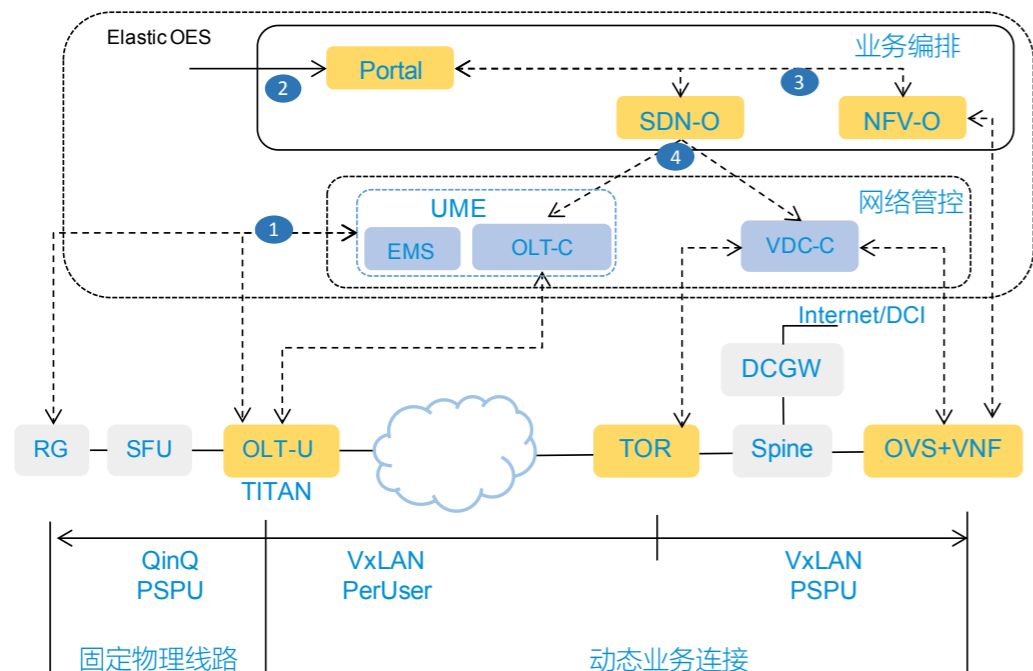 Elastic OES
业务编排
Portal
2
3
SDN-O
NFV-O
4
网络管控
UME
1
EMS
OLT-C
VDC-C
Internet/DCI
DCGW
RG
SFU
OLT-U
TOR
Spine
OVS+VNF
TITAN
QinQ
PSPU
VxLAN
PerUser
VxLAN
PSPU
固定物理线路
动态业务连接